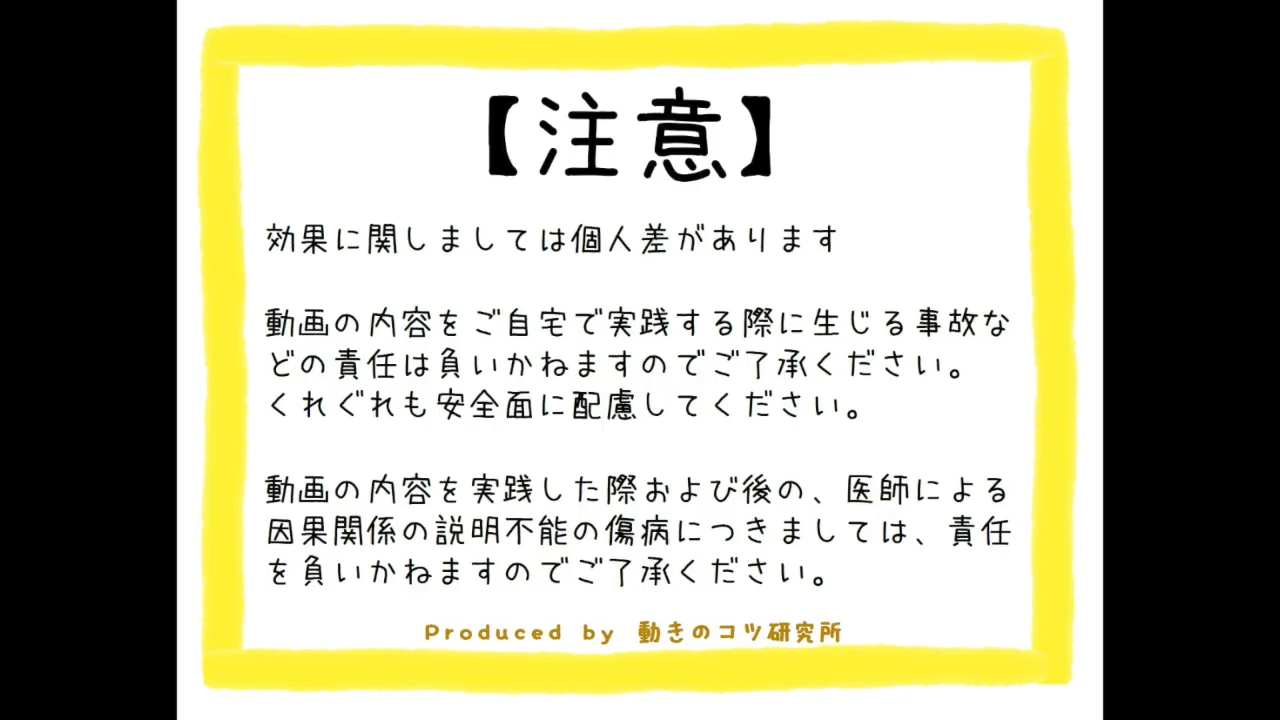 【注意】
効果に関しましては個人差があります
動画の内容をご自宅で実践する際に生じる事故な
どの責任は負いかねますのでご了承ください。
くれぐれも安全面に配慮してください。
動画の内容を実践した際および後の、医師による
因果関係の説明不能の傷病につきましては、責任
を負いかねますのでご了承ください。
Produced by 動きのコツ研究所